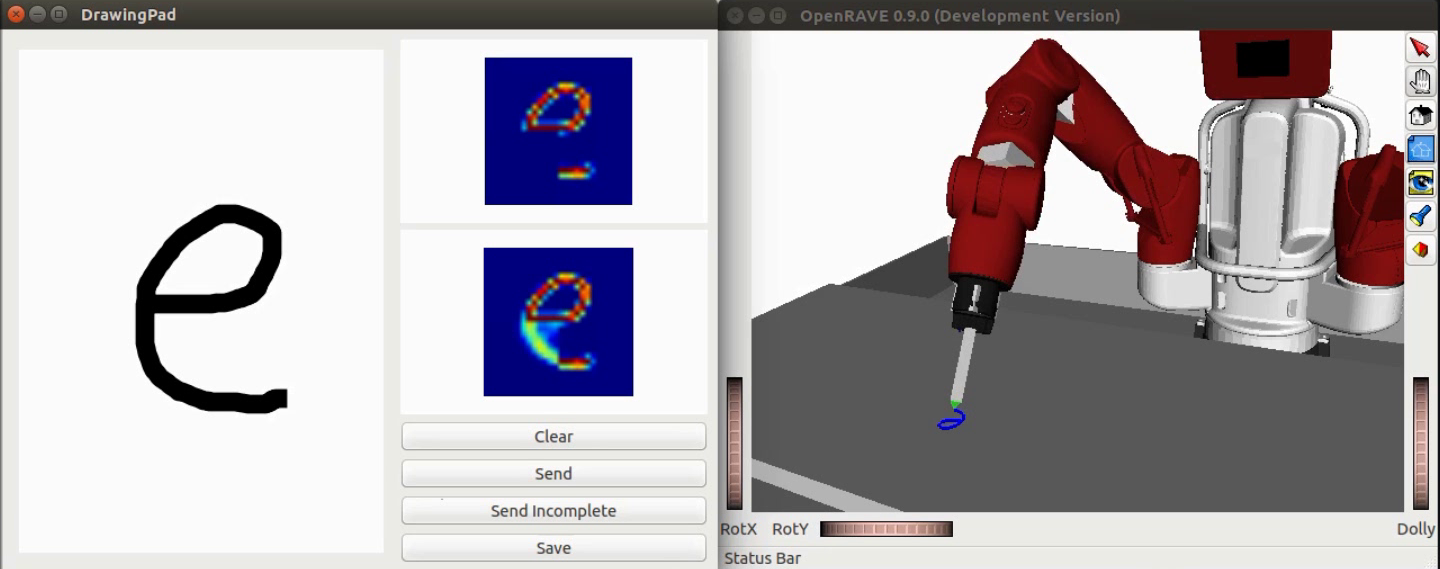 DrawingPad
e
Clear
Send
Send Incomplete
Save
OpenRAVE 0.9.0 (Development Version)
RotX RotY
Dolly
Status Bar